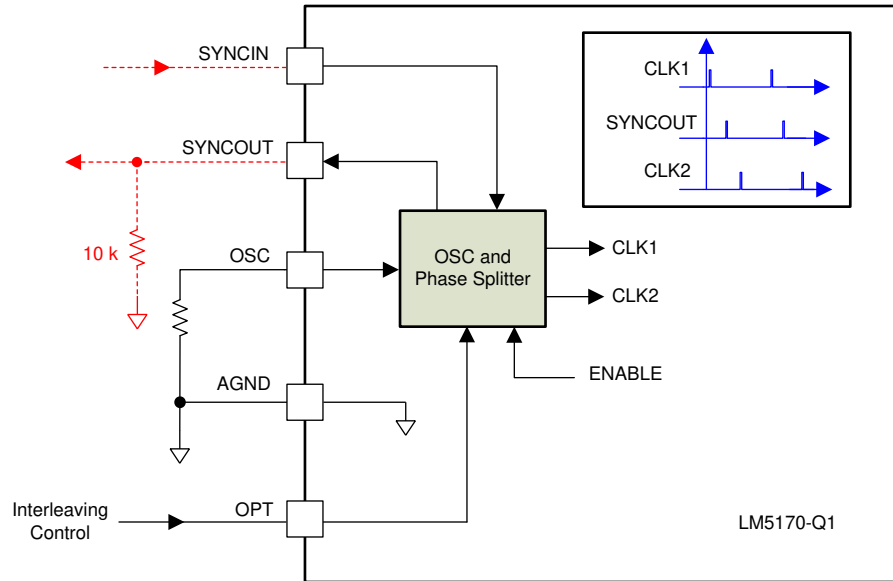 SYNCIN
CLK1
SYNCOUT
CLK2
SYNCOUT
10 k
OSC
OSC and
Phase Splitter
CLK1
CLK2
AGND
ENABLE
Interleaving
Control
OPT
LM5170-Q1